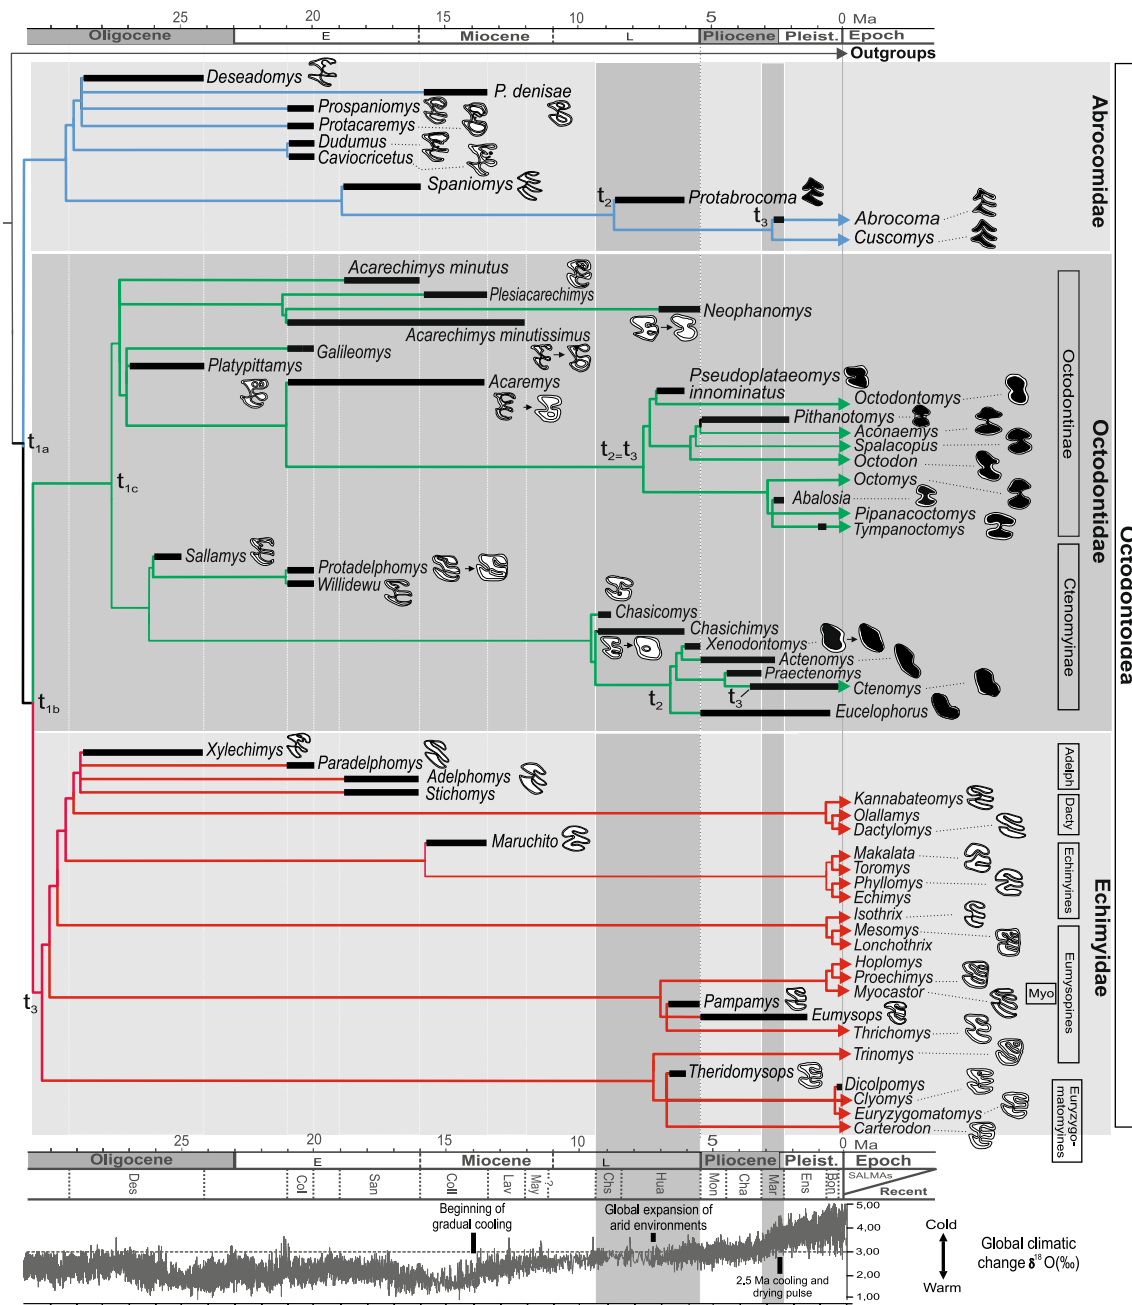 25 20 15 10 5 0 Ma
Oligocene E Miocene L Pliocene Pleist. Epoch
Outgroups
Deseadomys
P. denisae
Prospaniomys
Protacaremys
Dudumus
Caviocricetus
Spaniomys
t2
Protabrocoma
t3
Abrocoma
Cuscomys
Abrocomidae
Acarechimys minutus
Plesiacarechimys
Neophanomys
Acarechimys minutissimus
Galileomys
Platypittamys
Acaremys
Pseudoplataeomys
innominatus
Octodontomys
Pithanotomys
Aconaemys
Spalacopus
t2=t3
Octodon
Octomys
Abalosia
Pipanacoctomys
Tympanoctomys
t1a
t1c
Octodontinae
Octodontidae
Octodontoidea
Sallamys
Protadelphomys
Willidewu
Chasicomys
Chasichimys
Xenodontomys
Actenomys
Praectenomys
t2
t3
Ctenomys
Eucelophorus
Ctenomyinae
t1b
Xylechimys
Paradelphomys
Adelphomys
Stichomys
Adelph
Kannabateomys
Olallamys
Dactylomys
Dacty
Maruchito
Makalata
Toromys
Phyllomys
Echimys
Echimyines
Isothrix
Mesomys
Lonchothrix
Hoplomys
Proechimys
Myocastor
Myo
Pampamys
Eumysops
Thrichomys
Eumysopines
Echimyidae
t3
Trinomys
Theridomysops
Dicolpomys
Clyomys
Euryzygomatomys
Carterodon
Euryzygo-
matomyines
25 20 15 10 5 0 Ma
Oligocene E Miocene L Pliocene Pleist. Epoch
Des Col San Coll Lav May -?- Chs Hua Mon Cha Mar Ens SALMAs
Recent
Beginning of
gradual cooling
Global expansion of
arid environments
2,5 Ma cooling and
drying pulse
5,00
4,00
3,00
2,00
1,00
Cold
Warm
Global climatic
change δ18 O(‰)